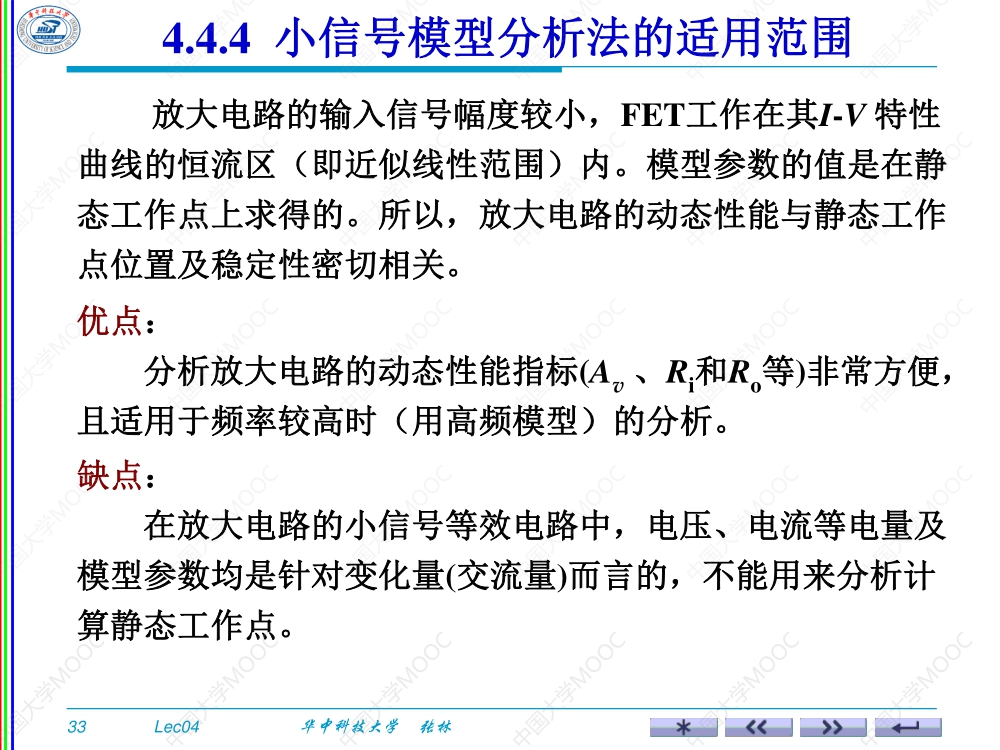 4.4.4 小信号模型分析法的适用范围
放大电路的输入信号幅度较小，FET工作在其I-V 特性
曲线的恒流区（即近似线性范围）内。模型参数的值是在静
态工作点上求得的。所以，放大电路的动态性能与静态工作
点位置及稳定性密切相关。
优点：
分析放大电路的动态性能指标(Av 、Ri和Ro等)非常方便，
且适用于频率较高时（用高频模型）的分析。
缺点：
在放大电路的小信号等效电路中，电压、电流等电量及
模型参数均是针对变化量(交流量)而言的，不能用来分析计
算静态工作点。
33 Lec04 华中科技大学 张林
中国大学MOOC